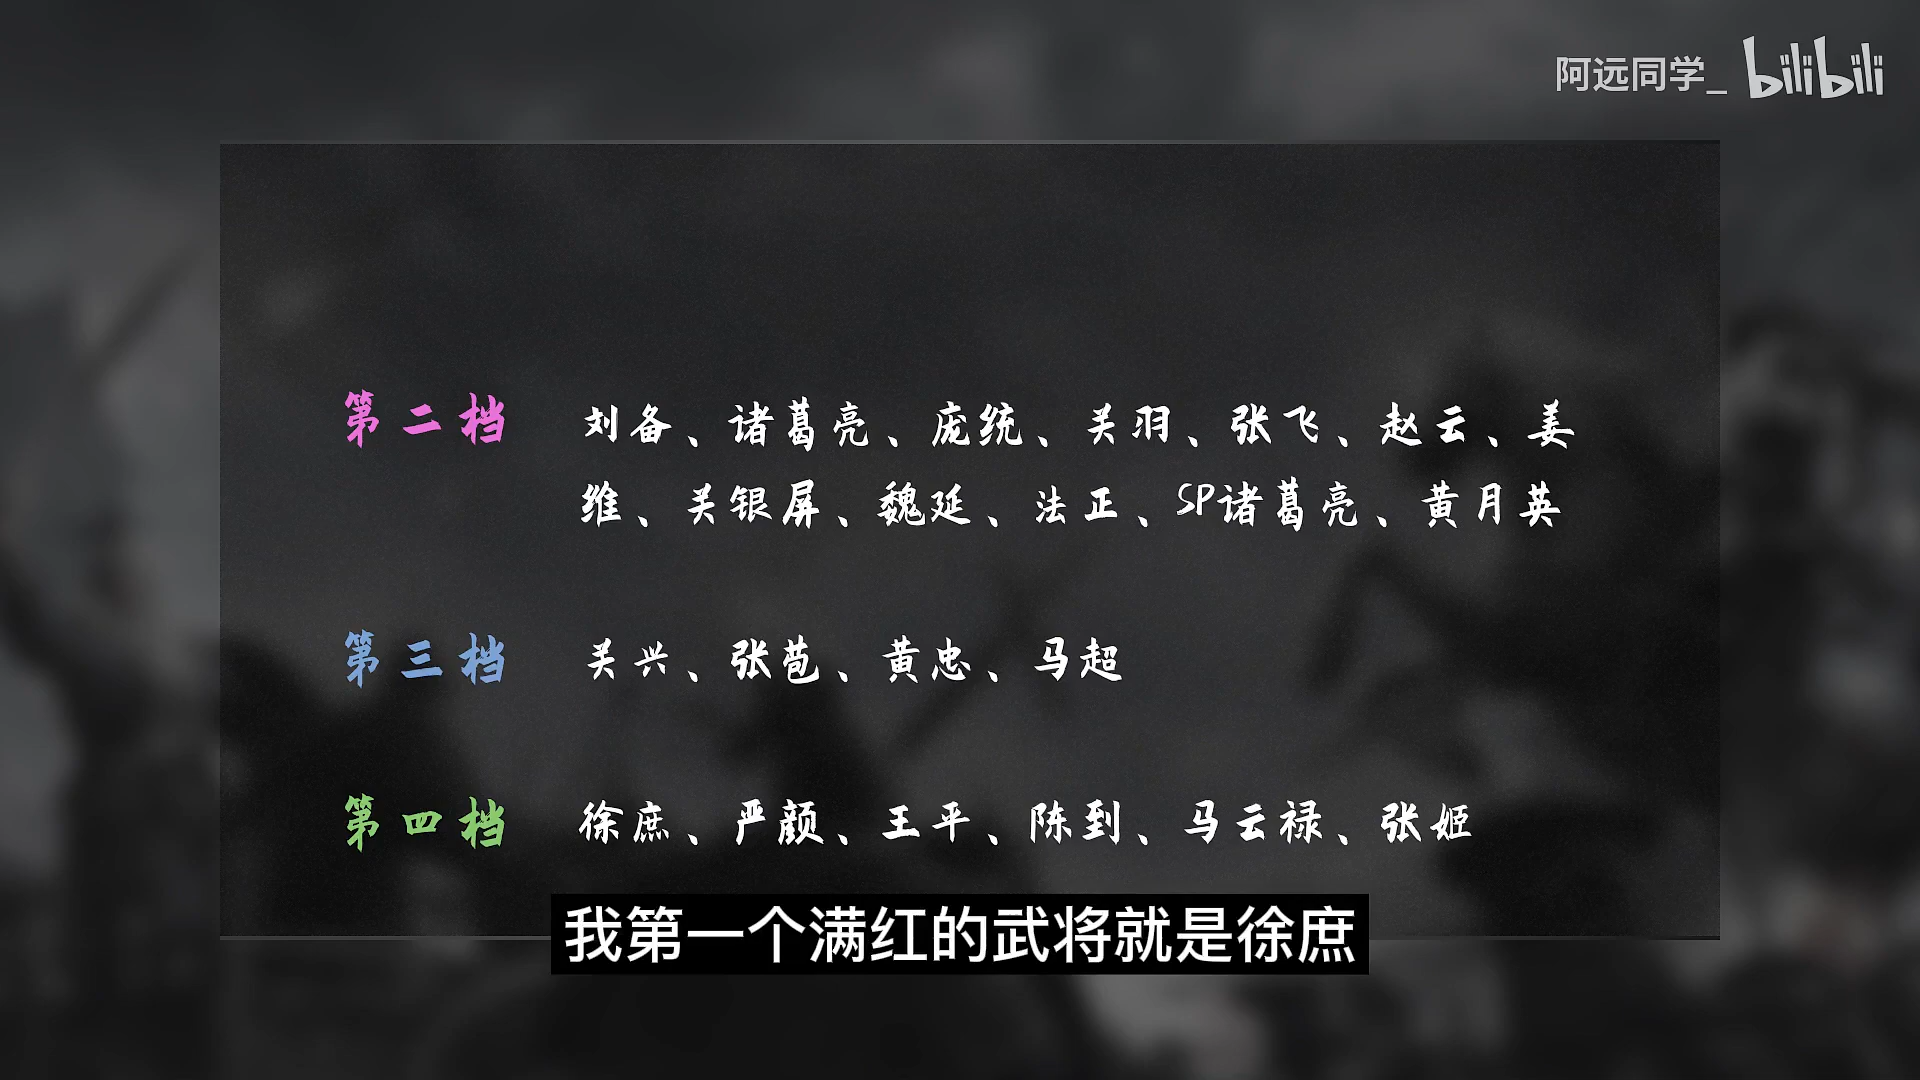 阿远同学_ bilibili
第二档 刘备、诸葛亮、庞统、关羽、张飞、赵云、姜
维、关银屏、魏延、法正、SP诸葛亮、黄月英
第三档 关兴、张苞、黄忠、马超
第四档 徐庶、严颜、王平、陈到、马云禄、张姬
我第一个满红的武将就是徐庶